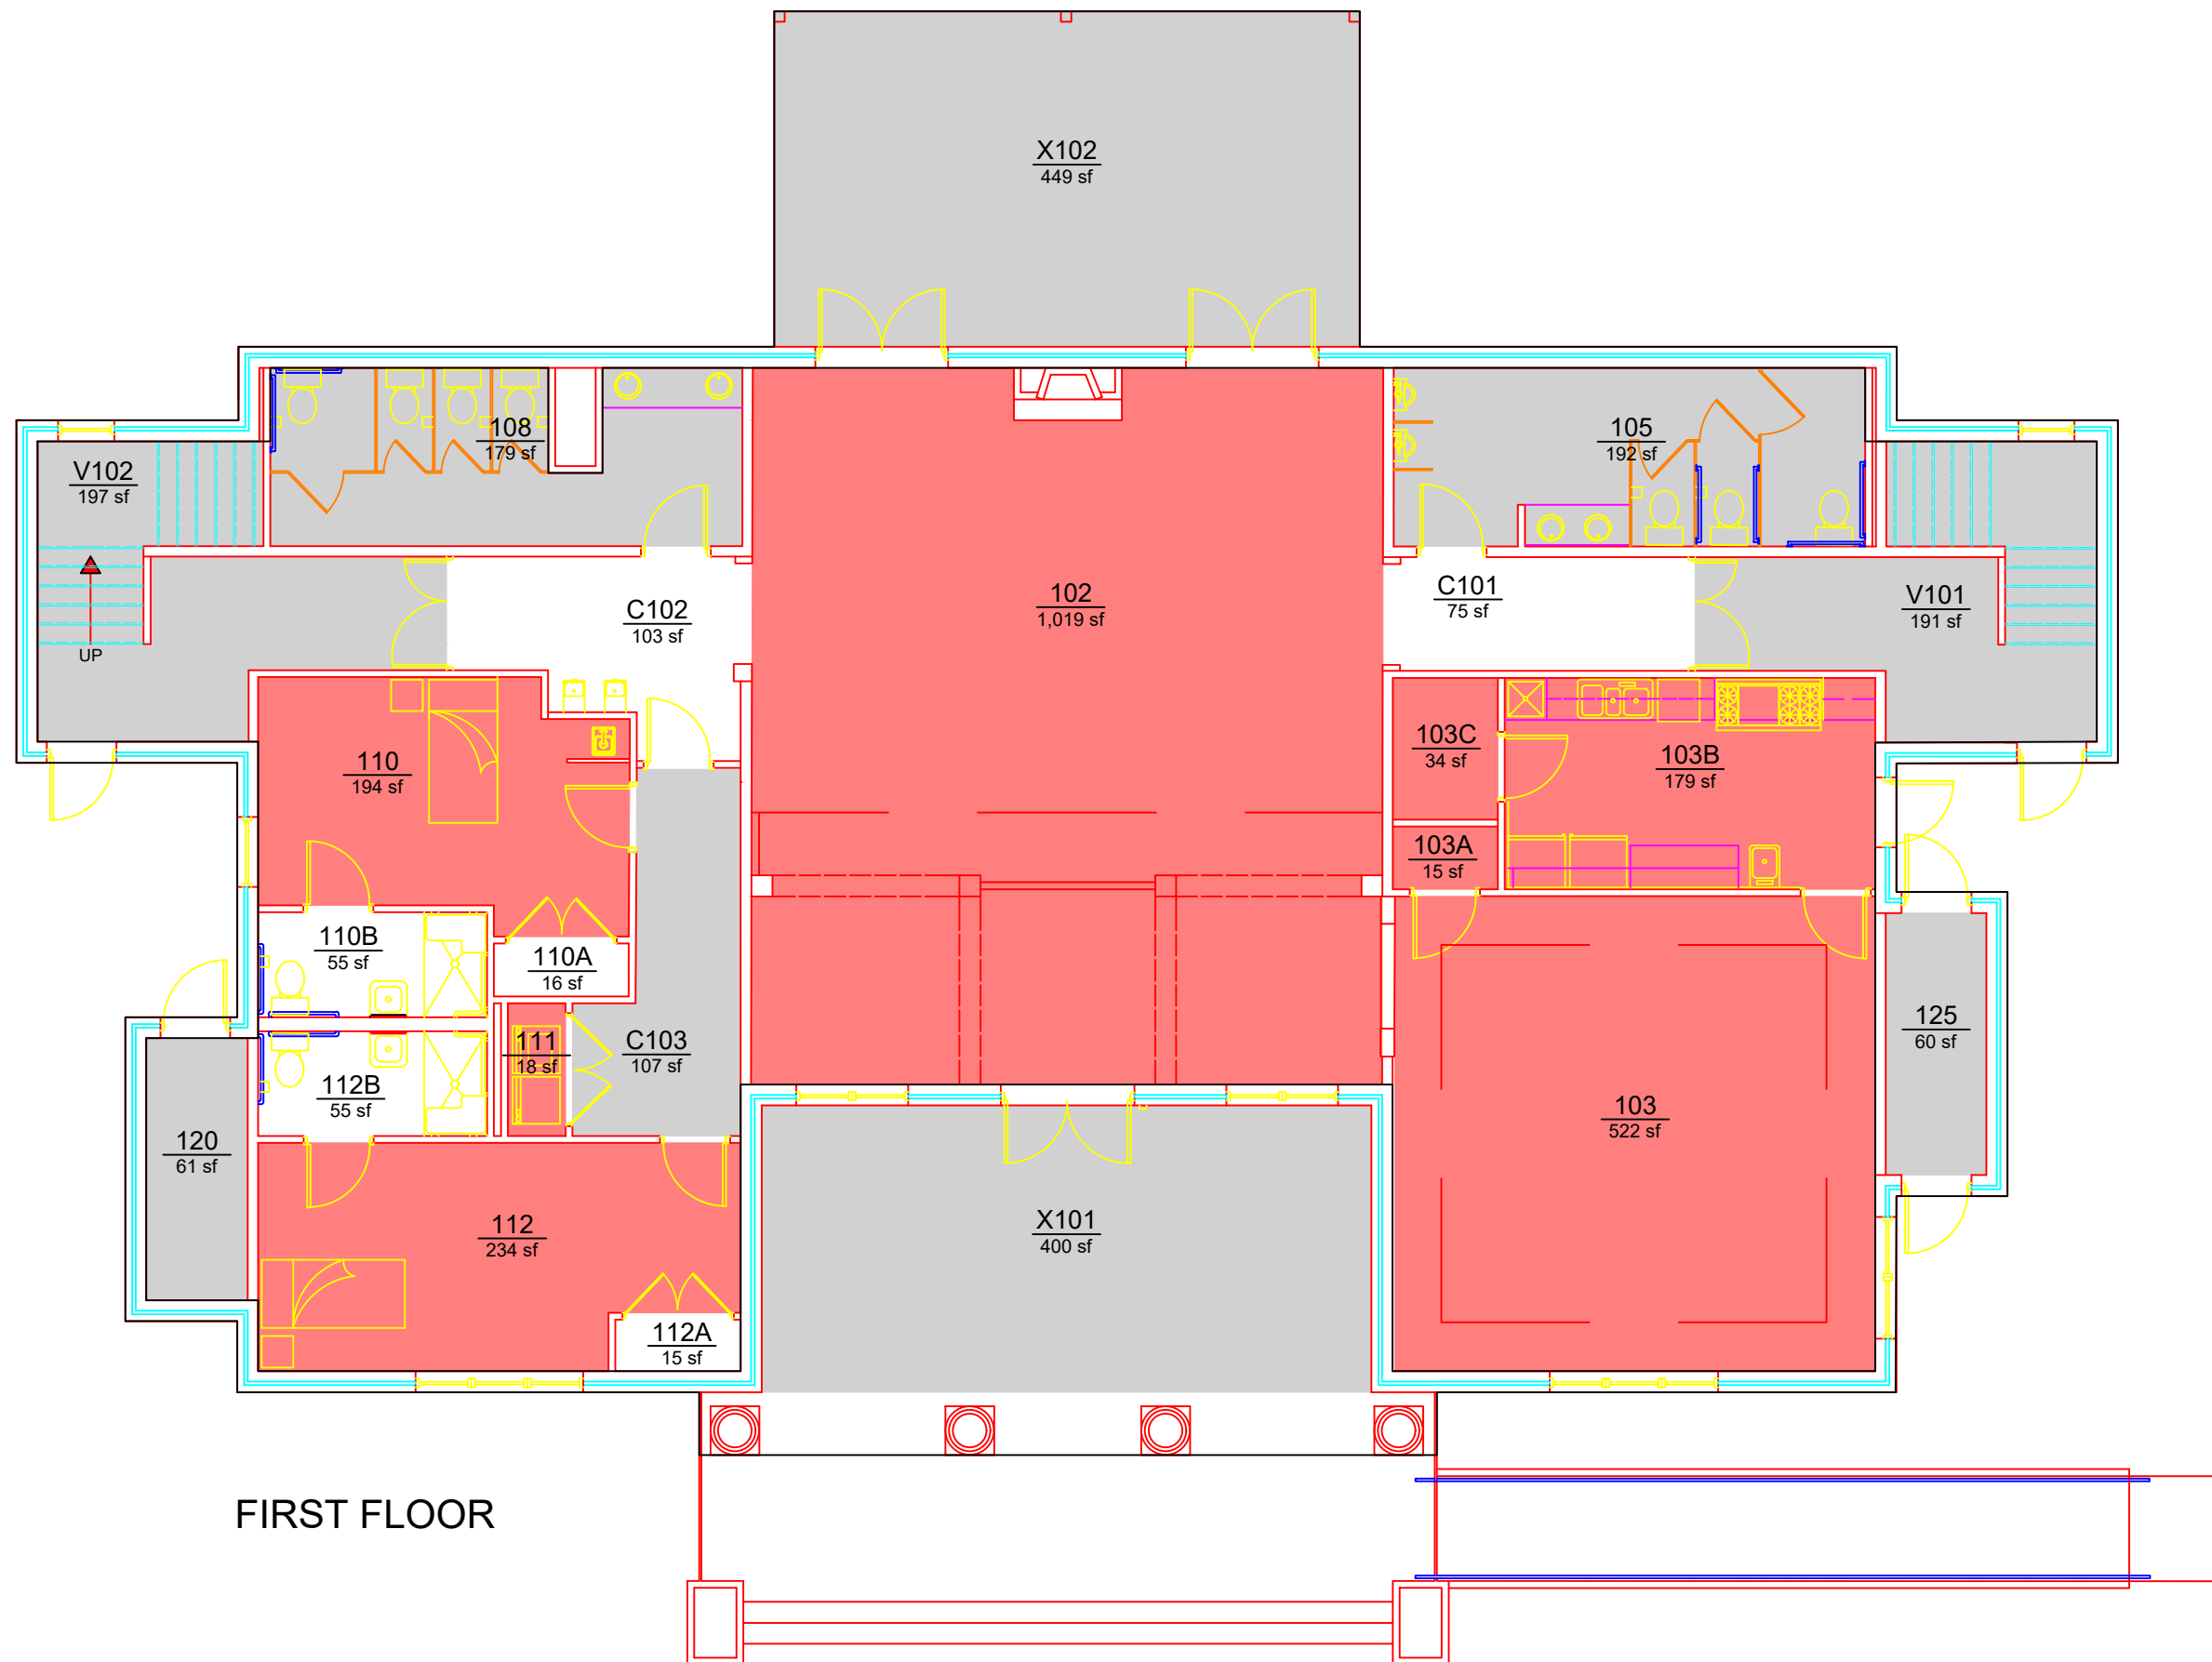 X102
449 sf
108
179 sf
105
192 sf
V102
197 sf
UP
C102
103 sf
102
1,019 sf
C101
75 sf
V101
191 sf
110
194 sf
103C
34 sf
103B
179 sf
103A
15 sf
110B
55 sf
110A
16 sf
111
18 sf
C103
107 sf
112B
55 sf
125
60 sf
120
61 sf
103
522 sf
112
234 sf
X101
400 sf
112A
15 sf
FIRST FLOOR